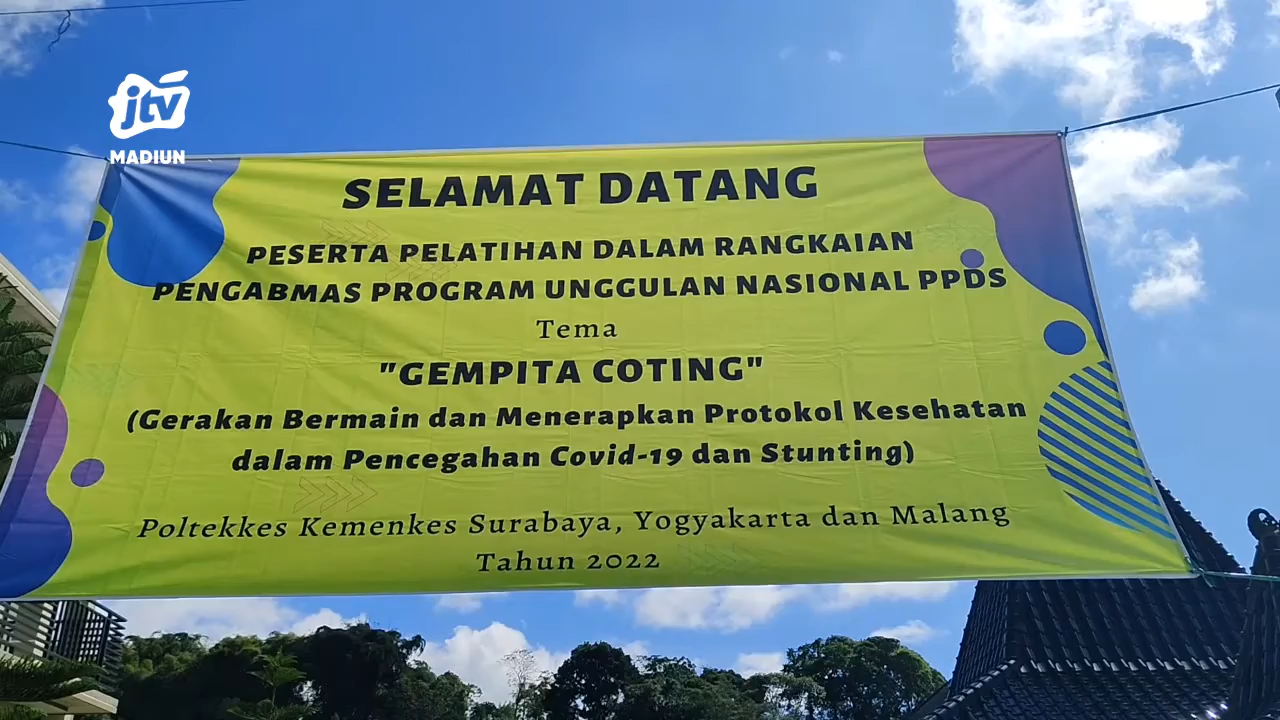 jtv
MADIUN
SELAMAT DATANG
PESERTA PELATIHAN DALAM RANGKAIAN
PENGABMAS PROGRAM UNGGULAN NASIONAL PPDS
Tema
"GEMPITA COTING"
(Gerakan Bermain dan Menerapkan Protokol Kesehatan
dalam Pencegahan Covid-19 dan Stunting)
Poltekkes Kemenkes Surabaya, Yogyakarta dan Malang
Tahun 2022